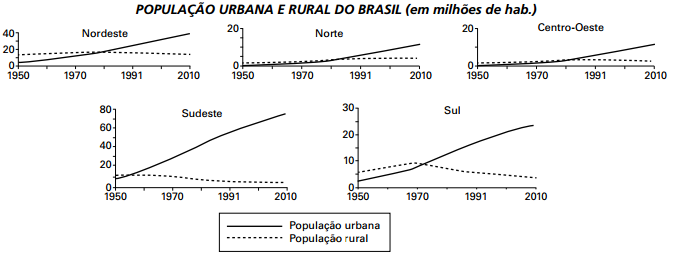 POPULAÇÃO URBANA E RURAL DO BRASIL (em milhões de hab.)
Nordeste
40
20
0
1950 1970 1991 2010
Norte
20
10
0
1950 1970 1991 2010
Centro-Oeste
20
10
0
1950 1970 1991 2010
Sudeste
80
60
40
20
0
1950 1970 1991 2010
Sul
30
20
10
0
1950 1970 1991 2010
População urbana
População rural